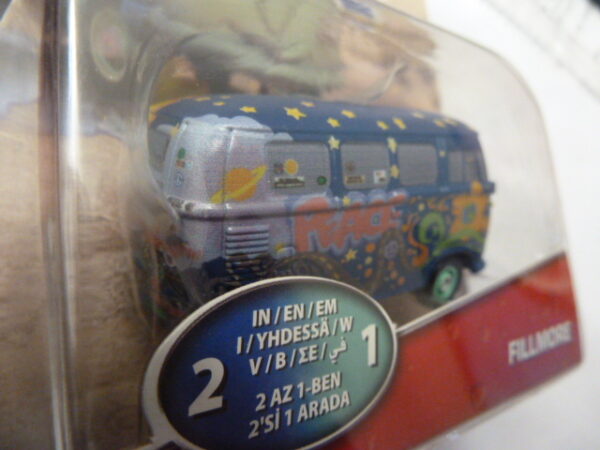 2
IN / EN / EM
I / YHDESSÄ / W
V / B / ΣΕ / في
1
2 AZ 1-BEN
2'Sİ 1 ARADA
FILLMORE